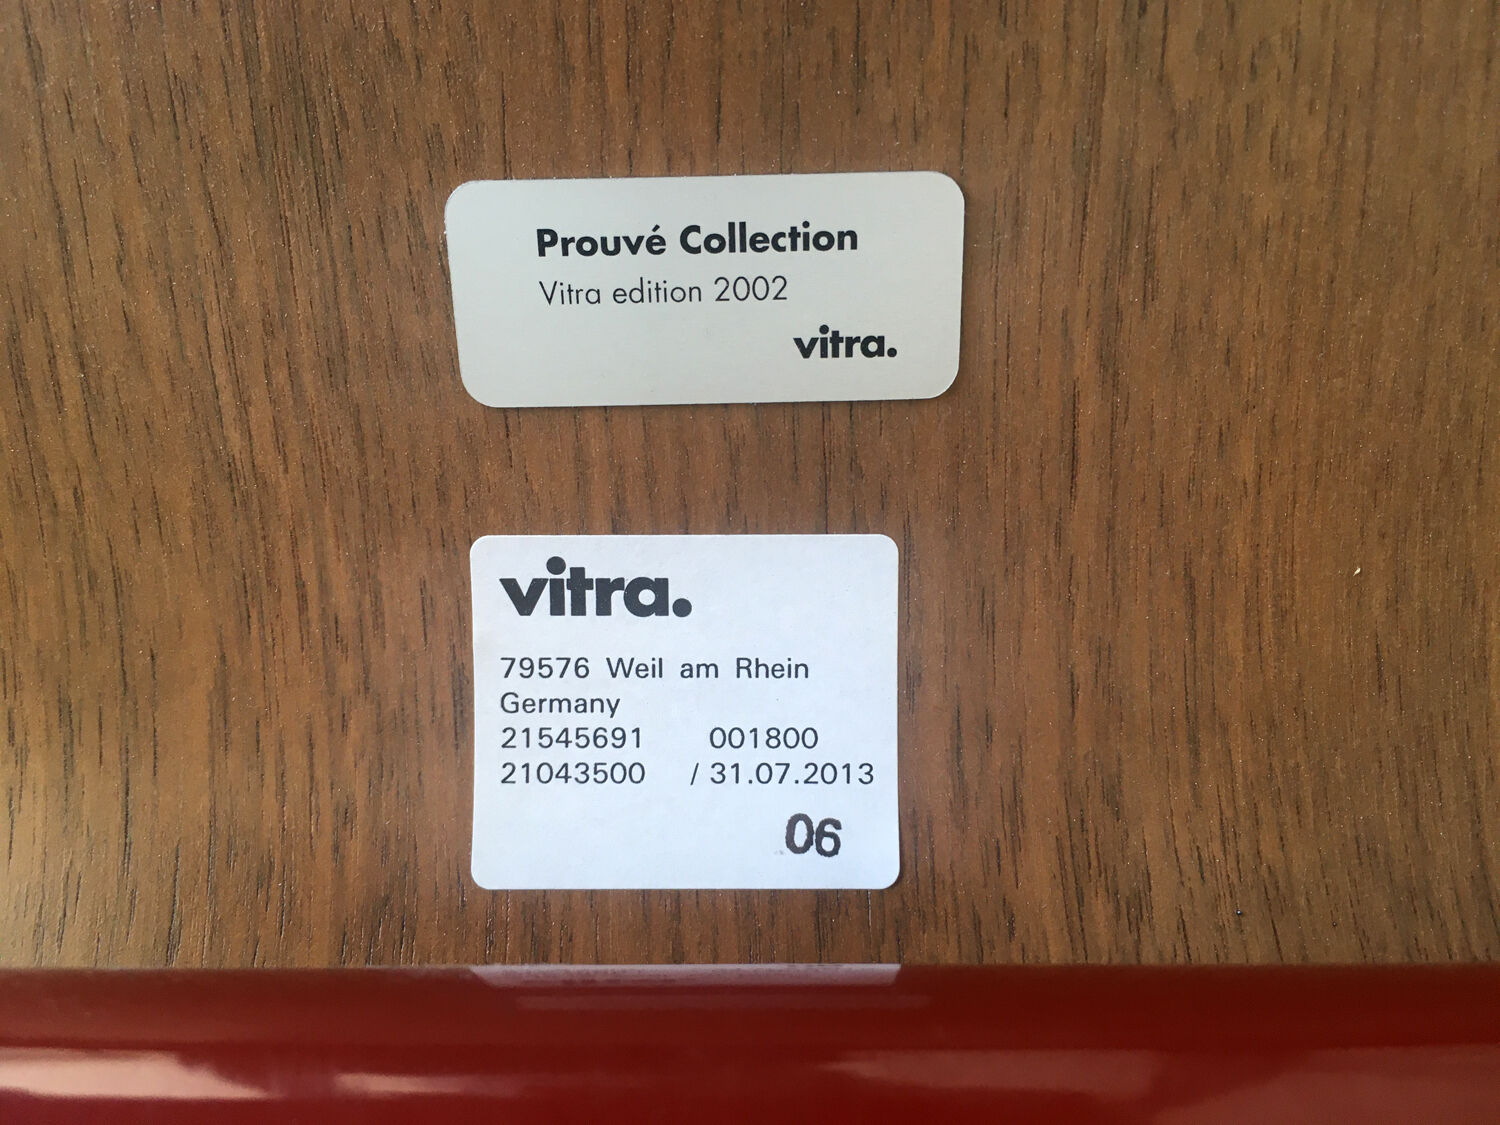 Prouvé Collection
Vitra edition 2002
vitra.
vitra.
79576 Weil am Rhein
Germany
21545691 001800
21043500 / 31.07.2013
06